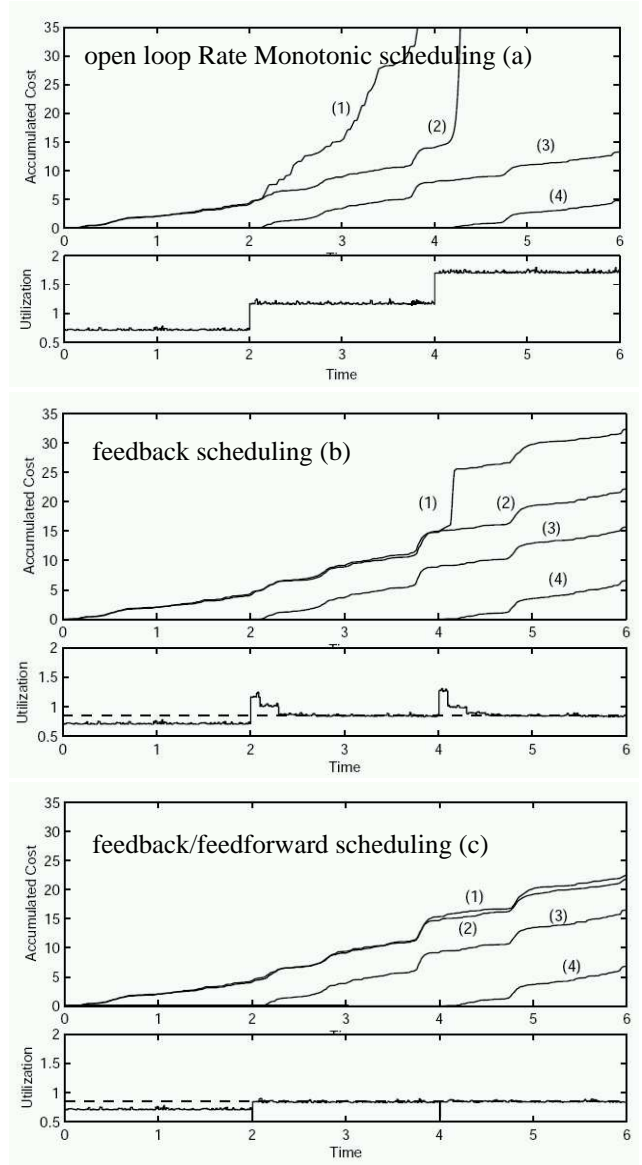 35
open loop Rate Monotonic scheduling (a)
30
25
20
15
10
5
0
Accumulated Cost
(1)
(2)
(3)
(4)
0 1 2 3 4 5 6
2
1.5
1
0.5
Utilization
0 1 2 3 4 5 6
Time
35
30
feedback scheduling (b)
25
20
15
10
5
0
Accumulated Cost
(1)
(2)
(3)
(4)
0 1 2 3 4 5 6
2
1.5
1
0.5
Utilization
0 1 2 3 4 5 6
Time
35
30
feedback/feedforward scheduling (c)
25
20
15
10
5
0
Accumulated Cost
(1)
(2)
(3)
(4)
0 1 2 3 4 5 6
2
1.5
1
0.5
Utilization
0 1 2 3 4 5 6
Time